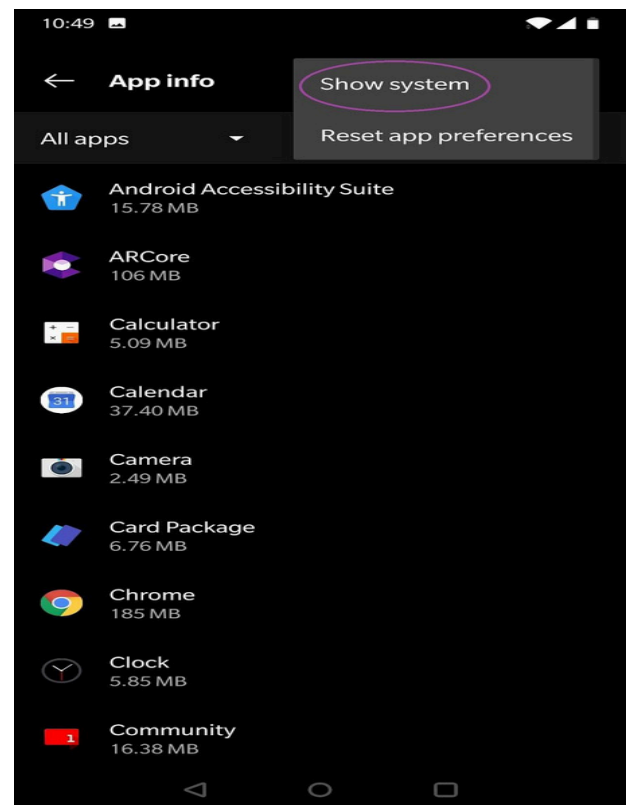 10:49
App info
Show system
All apps
Reset app preferences
Android Accessibility Suite
15.78 MB
ARCore
106 MB
Calculator
5.09 MB
31
Calendar
37.40 MB
Camera
2.49 MB
Card Package
6.76 MB
Chrome
185 MB
Clock
5.85 MB
1
Community
16.38 MB